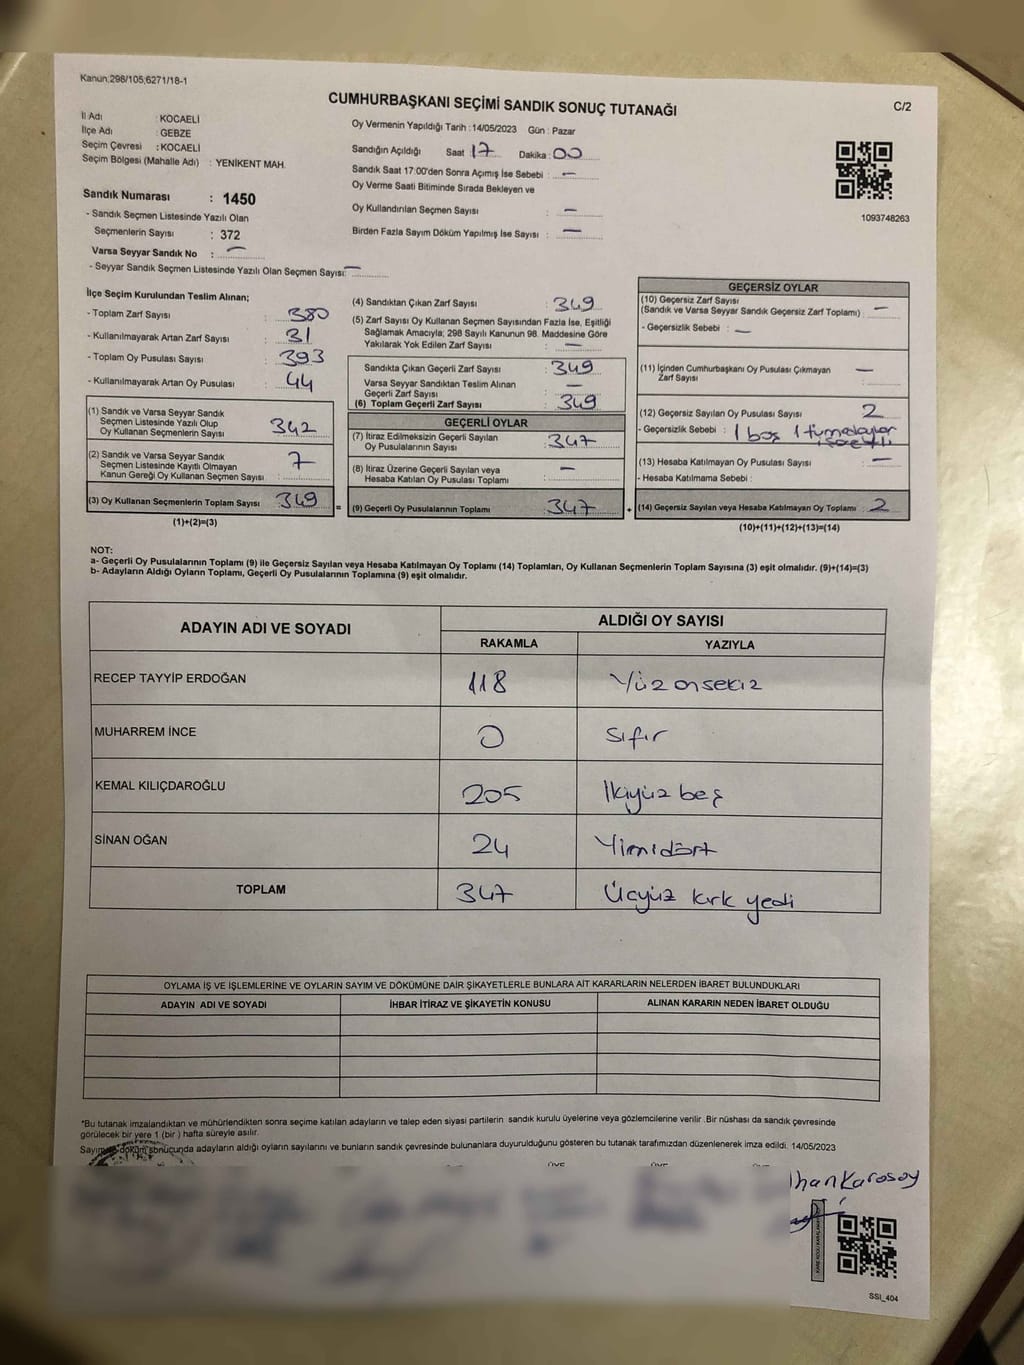 Kanun;298/105;6271/18-1
CUMHURBAŞKANI SEÇİMİ SANDIK SONUÇ TUTANAĞI
C/2
İl Adı : KOCAELİ
İlçe Adı : GEBZE
Seçim Çevresi : KOCAELİ
Seçim Bölgesi (Mahalle Adı) : YENİKENT MAH.
Sandık Numarası : 1450
- Sandık Seçmen Listesinde Yazılı Olan
Seçmenlerin Sayısı : 372
Varsa Seyyar Sandık No : —
- Seyyar Sandık Seçmen Listesinde Yazılı Olan Seçmen Sayısı: —
Oy Vermenin Yapıldığı Tarih : 14/05/2023 Gün : Pazar
Sandığın Açıldığı Saat 17 Dakika : 00
Sandık Saat 17:00'den Sonra Açımış İse Sebebi : —
Oy Verme Saati Bitiminde Sırada Bekleyen ve
Oy Kullandırılan Seçmen Sayısı : —
Birden Fazla Sayım Döküm Yapılmış İse Sayısı : —
1093748263
İlçe Seçim Kurulundan Teslim Alınan;
- Toplam Zarf Sayısı : 380
- Kullanılmayarak Artan Zarf Sayısı : 31
- Toplam Oy Pusulası Sayısı : 393
- Kullanılmayarak Artan Oy Pusulası : 44
(1) Sandık ve Varsa Seyyar Sandık
Seçmen Listesinde Yazılı Olup
Oy Kullanan Seçmenlerin Sayısı : 342
(2) Sandık ve Varsa Seyyar Sandık
Seçmen Listesinde Kayıtlı Olmayan
Kanun Gereği Oy Kullanan Seçmen Sayısı : 7
(3) Oy Kullanan Seçmenlerin Toplam Sayısı : 349
(1)+(2)=(3)
=
(4) Sandıktan Çıkan Zarf Sayısı : 349
(5) Zarf Sayısı Oy Kullanan Seçmen Sayısından Fazla İse, Eşitliği
Sağlamak Amacıyla; 298 Sayılı Kanunun 98. Maddesine Göre
Yakılarak Yok Edilen Zarf Sayısı : —
Sandıkta Çıkan Geçerli Zarf Sayısı : 349
Varsa Seyyar Sandıktan Teslim Alınan
Geçerli Zarf Sayısı : —
(6) Toplam Geçerli Zarf Sayısı : 349
GEÇERLİ OYLAR
(7) İtiraz Edilmeksizin Geçerli Sayılan
Oy Pusulalarının Sayısı : 347
(8) İtiraz Üzerine Geçerli Sayılan veya
Hesaba Katılan Oy Pusulası Toplamı : —
(9) Geçerli Oy Pusulalarının Toplamı : 347
+
GEÇERSİZ OYLAR
(10) Geçersiz Zarf Sayısı
(Sandık ve Varsa Seyyar Sandık Geçersiz Zarf Toplamı) : —
- Geçersizlik Sebebi : —
(11) İçinden Cumhurbaşkanı Oy Pusulası Çıkmayan
Zarf Sayısı : —
(12) Geçersiz Sayılan Oy Pusulası Sayısı : 2
- Geçersizlik Sebebi : 1 boş 1
(13) Hesaba Katılmayan Oy Pusulası Sayısı : —
- Hesaba Katılmama Sebebi :
(14) Geçersiz Sayılan veya Hesaba Katılmayan Oy Toplamı : 2
(10)+(11)+(12)+(13)=(14)
NOT:
a- Geçerli Oy Pusulalarının Toplamı (9) ile Geçersiz Sayılan veya Hesaba Katılmayan Oy Toplamı (14) Toplamları, Oy Kullanan Seçmenlerin Toplam Sayısına (3) eşit olmalıdır. (9)+(14)=(3)
b- Adayların Aldığı Oyların Toplamı, Geçerli Oy Pusulalarının Toplamına (9) eşit olmalıdır.
ADAYIN ADI VE SOYADI
ALDIĞI OY SAYISI
RAKAMLA YAZIYLA
RECEP TAYYİP ERDOĞAN 118 Yüz onsekiz
MUHARREM İNCE 0 Sıfır
KEMAL KILIÇDAROĞLU 205 İkiyüz beş
SİNAN OĞAN 24 Yirmidört
TOPLAM 347 Üçyüz kırk yedi
OYLAMA İŞ VE İŞLEMLERİNE VE OYLARIN SAYIM VE DÖKÜMÜNE DAİR ŞİKAYETLERLE BUNLARA AİT KARARLARIN NELERDEN İBARET BULUNDUKLARI
ADAYIN ADI VE SOYADI İHBAR İTİRAZ VE ŞİKAYETİN KONUSU ALINAN KARARIN NEDEN İBARET OLDUĞU
*Bu tutanak imzalandıktan ve mühürlendikten sonra seçime katılan adayların ve talep eden siyasi partilerin sandık kurulu üyelerine veya gözlemcilerine verilir .Bir nüshası da sandık çevresinde
görülecek bir yere 1 (bir ) hafta süreyle asılır.
Sayım ve döküm sonucunda adayların aldığı oyların sayılarını ve bunların sandık çevresinde bulunanlara duyurulduğunu gösteren bu tutanak tarafımızdan düzenlenerek imza edildi. 14/05/2023
hanKarasoy
SSI_404